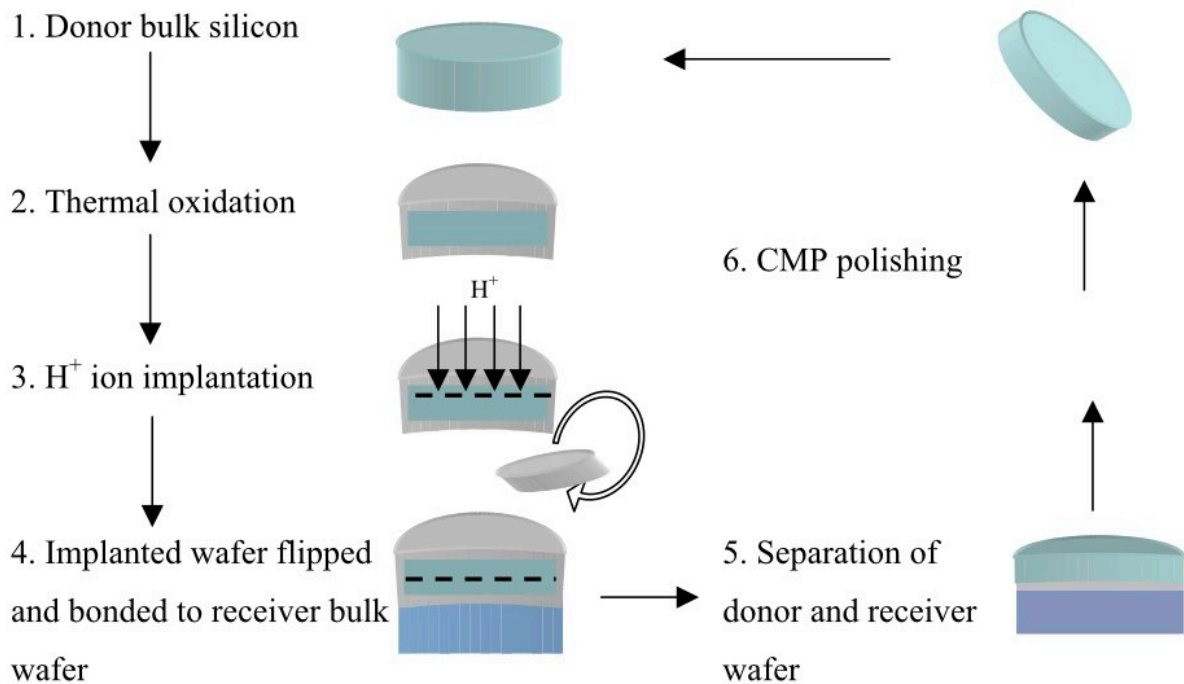 1. Donor bulk silicon
2. Thermal oxidation
H⁺
3. H⁺ ion implantation
4. Implanted wafer flipped
and bonded to receiver bulk
wafer
5. Separation of
donor and receiver
wafer
6. CMP polishing